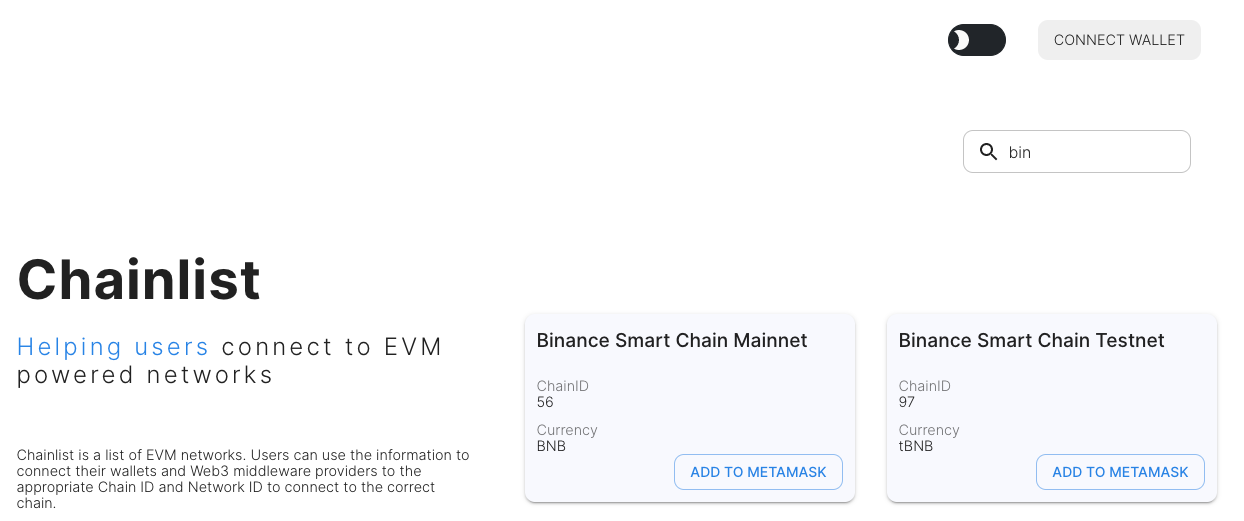 CONNECT WALLET
bin
Chainlist
Helping users connect to EVM
powered networks
Chainlist is a list of EVM networks. Users can use the information to
connect their wallets and Web3 middleware providers to the
appropriate Chain ID and Network ID to connect to the correct
chain.
Binance Smart Chain Mainnet
ChainID
56
Currency
BNB
ADD TO METAMASK
Binance Smart Chain Testnet
ChainID
97
Currency
tBNB
ADD TO METAMASK